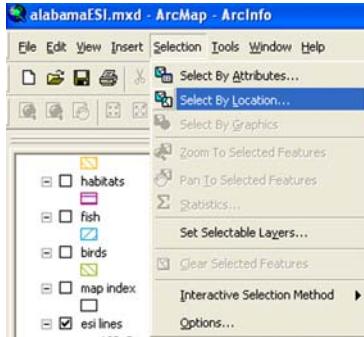 alabamaESI.mxd - ArcMap - ArcInfo
File Edit View Insert Selection Tools Window Help
Select By Attributes...
Select By Location...
Select By Graphics
Zoom To Selected Features
Pan To Selected Features
Statistics...
Set Selectable Layers...
Clear Selected Features
Interactive Selection Method
Options...
habitats
fish
birds
map index
esi lines